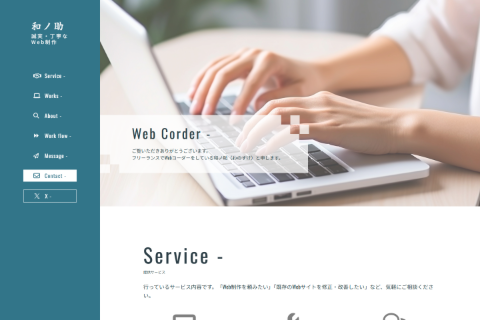 和ノ助
誠実・丁寧な
Web制作
Service -
Works -
About -
Work flow -
Message -
Contact -
X -
Web Corder -
ご覧いただきありがとうございます。
フリーランスでWebコーダーをしている和ノ助（わのすけ）と申します。
Service -
提供サービス
行っているサービス内容です。「Web制作を頼みたい」「既存のWebサイトを修正・改善したい」など、気軽にご相談ください。